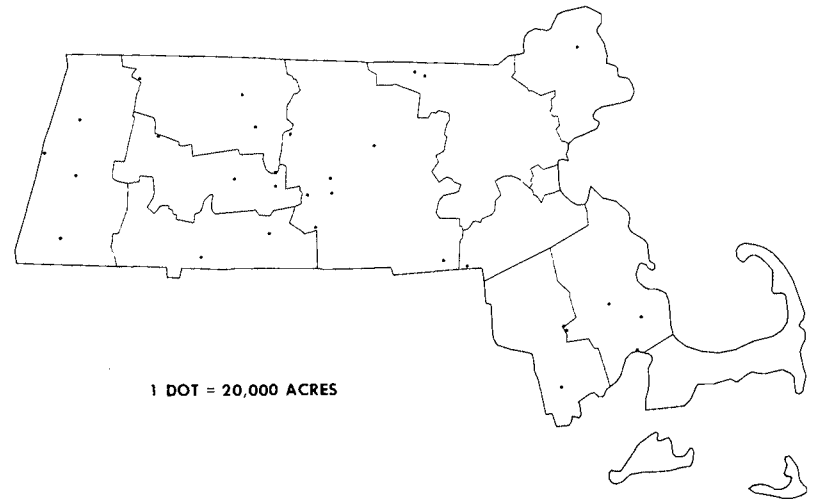 1 DOT = 20,000 ACRES